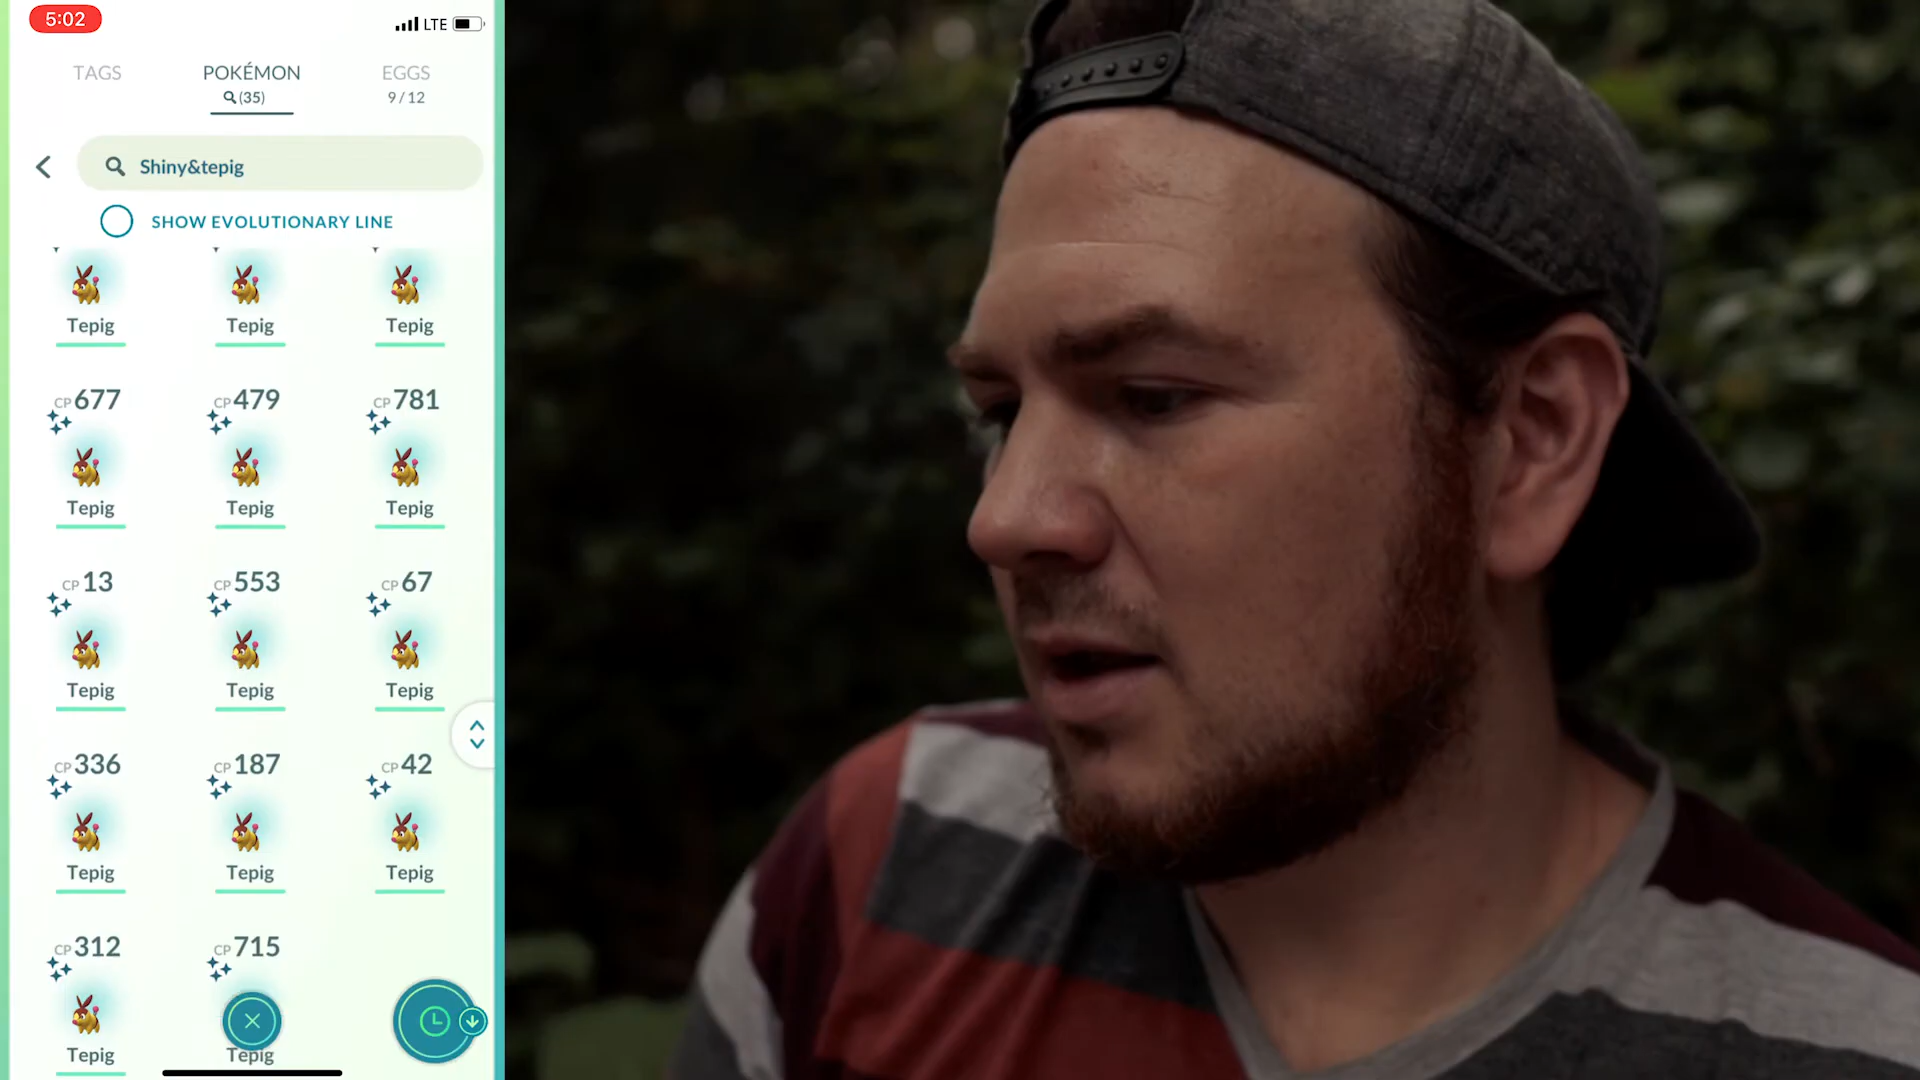 5:02
LTE
TAGS POKÉMON EGGS
(35) 9 / 12
Shiny&tepig
SHOW EVOLUTIONARY LINE
Tepig Tepig Tepig
CP677 CP479 CP781
Tepig Tepig Tepig
CP13 CP553 CP67
Tepig Tepig Tepig
CP336 CP187 CP42
Tepig Tepig Tepig
CP312 CP715
Tepig Tepig